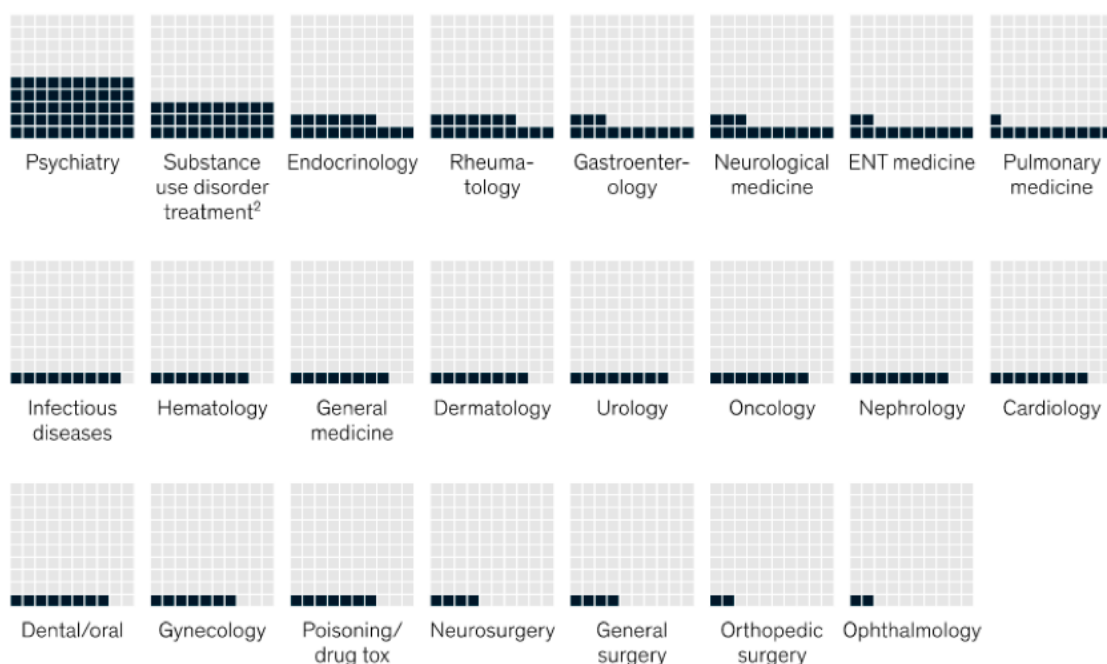 Psychiatry
Substance
use disorder
treatment²
Endocrinology
Rheuma-
tology
Gastroenter-
ology
Neurological
medicine
ENT medicine
Pulmonary
medicine
Infectious
diseases
Hematology
General
medicine
Dermatology
Urology
Oncology
Nephrology
Cardiology
Dental/oral
Gynecology
Poisoning/
drug tox
Neurosurgery
General
surgery
Orthopedic
surgery
Ophthalmology